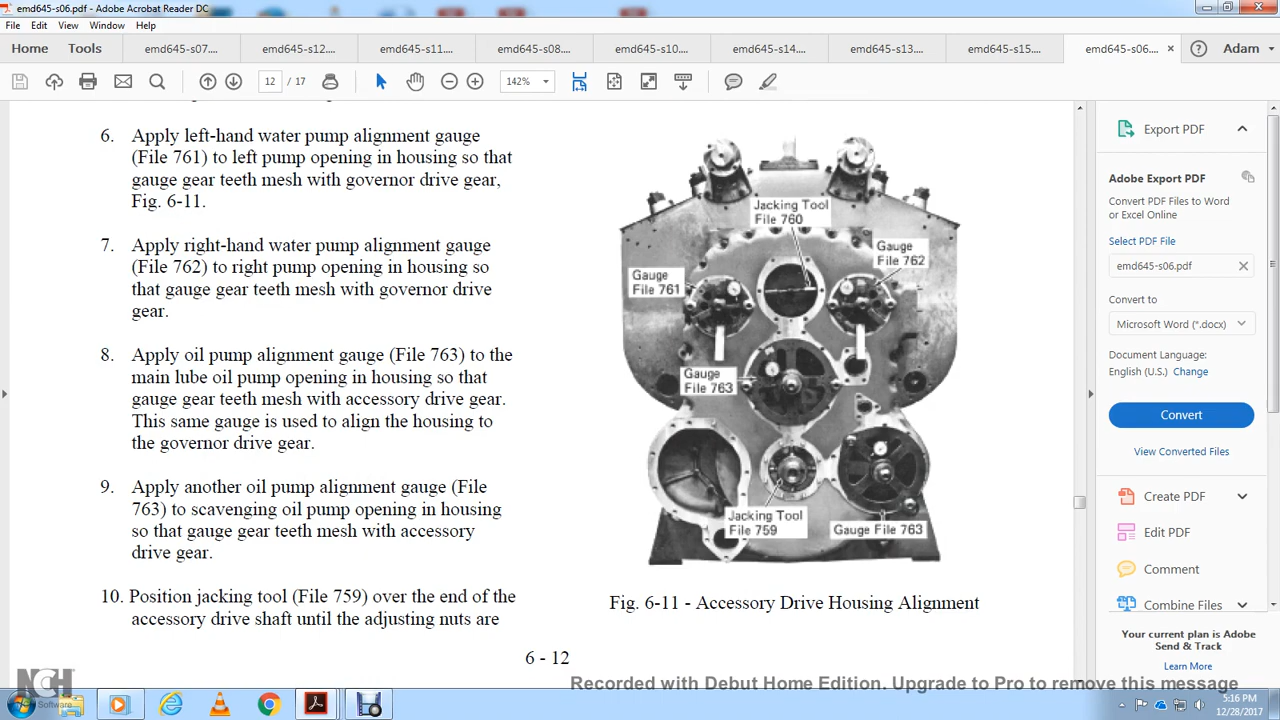 emd645-s06.pdf - Adobe Acrobat Reader DC
File Edit View Window Help
Home Tools emd645-s07.... emd645-s12.... emd645-s11.... emd645-s08.... emd645-s10.... emd645-s14.... emd645-s13.... emd645-s15.... emd645-s06.... × ? Adam
12 / 17 142%
6. Apply left-hand water pump alignment gauge
(File 761) to left pump opening in housing so that
gauge gear teeth mesh with governor drive gear,
Fig. 6-11.
7. Apply right-hand water pump alignment gauge
(File 762) to right pump opening in housing so
that gauge gear teeth mesh with governor drive
gear.
8. Apply oil pump alignment gauge (File 763) to the
main lube oil pump opening in housing so that
gauge gear teeth mesh with accessory drive gear.
This same gauge is used to align the housing to
the governor drive gear.
9. Apply another oil pump alignment gauge (File
763) to scavenging oil pump opening in housing
so that gauge gear teeth mesh with accessory
drive gear.
10. Position jacking tool (File 759) over the end of the
accessory drive shaft until the adjusting nuts are
Jacking Tool
File 760
Gauge
File 762
Gauge
File 761
Gauge
File 763
Jacking Tool
File 759
Gauge File 763
Fig. 6-11 - Accessory Drive Housing Alignment
6 - 12
Export PDF
Adobe Export PDF
Convert PDF Files to Word
or Excel Online
Select PDF File
emd645-s06.pdf
Convert to
Microsoft Word (*.docx)
Document Language:
English (U.S.) Change
Convert
View Converted Files
Create PDF
Edit PDF
Comment
Combine Files
Your current plan is Adobe
Send & Track
Learn More
NCH
Software
Recorded with Debut Home Edition. Upgrade to Pro to remove this message
5:16 PM
12/28/2017